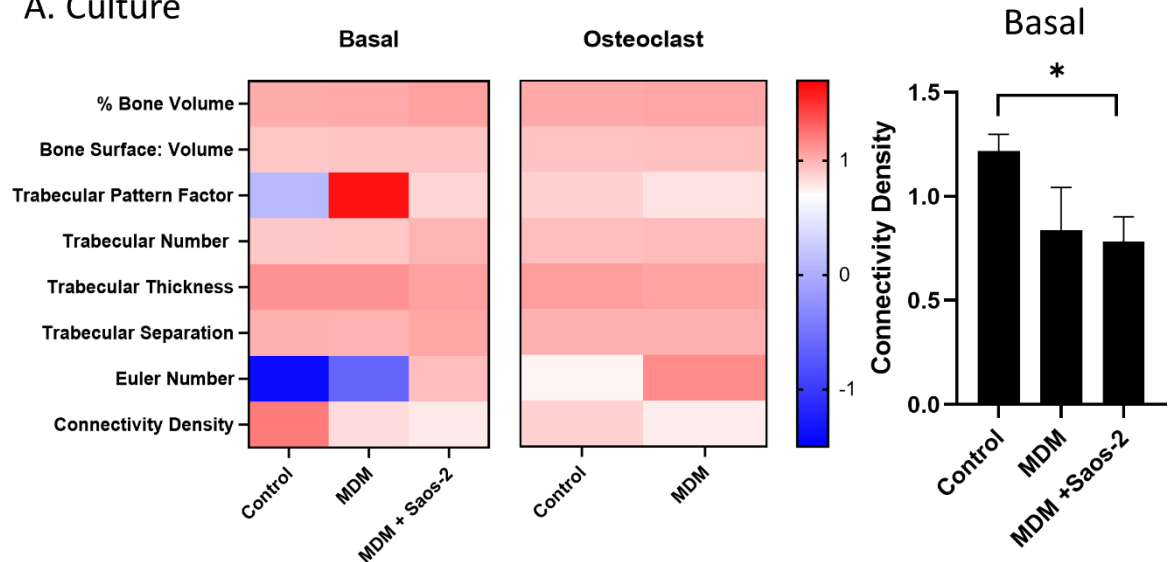 A. Culture
Basal
Osteoclast
% Bone Volume
Bone Surface: Volume
Trabecular Pattern Factor
Trabecular Number
Trabecular Thickness
Trabecular Separation
Euler Number
Connectivity Density
Control
MDM
MDM + Saos-2
Control
MDM
1
0
-1
Basal
*
Connectivity Density
1.5
1.0
0.5
0.0
Control
MDM
MDM +Saos-2